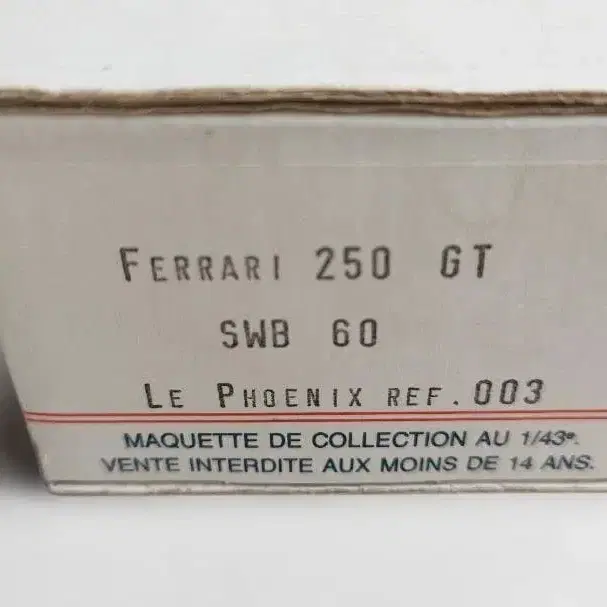 FERRARI 250 GT
SWB 60
LE PHOENIX REF. 003
MAQUETTE DE COLLECTION AU 1/43e.
VENTE INTERDITE AUX MOINS DE 14 ANS.